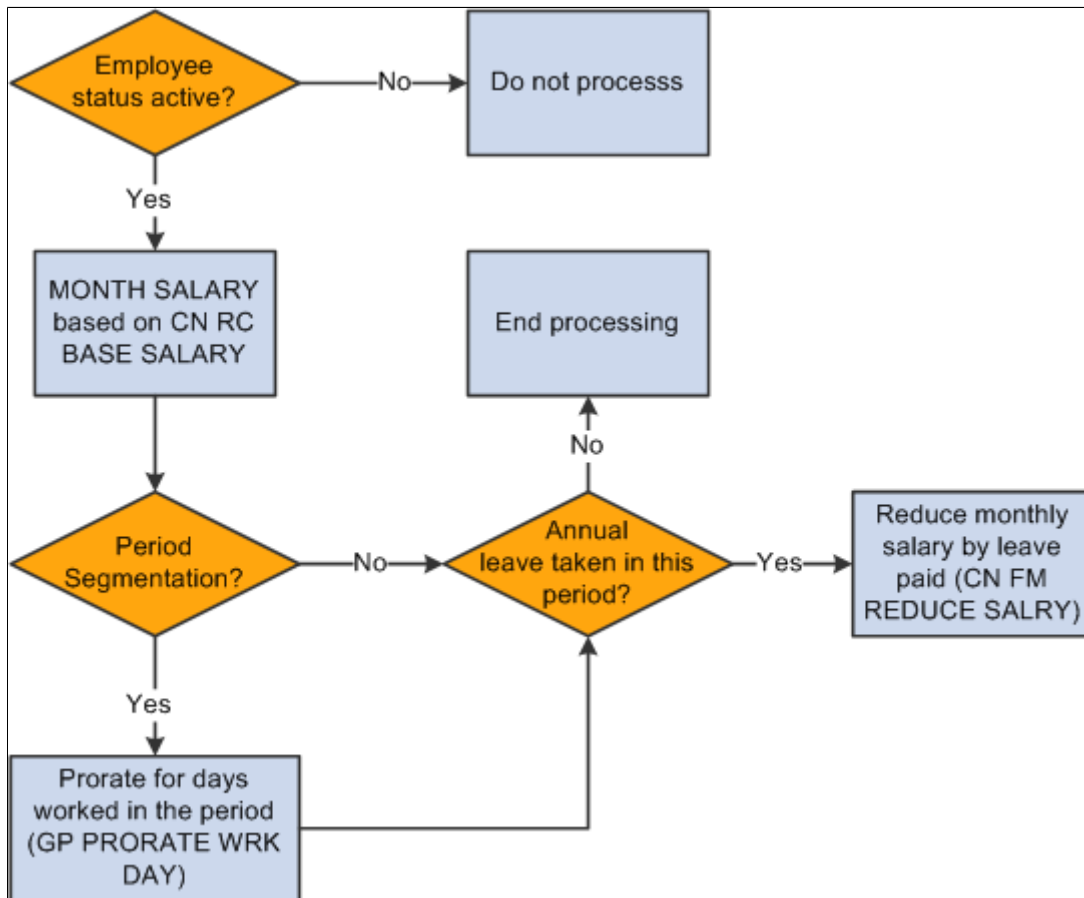 Employee
status active?
No
Do not processs
Yes
MONTH SALARY
based on CN RC
BASE SALARY
End processing
No
Period
Segmentation?
No
Annual
leave taken in this
period?
Yes
Reduce monthly
salary by leave
paid (CN FM
REDUCE SALRY)
Yes
Prorate for days
worked in the period
(GP PRORATE WRK
DAY)